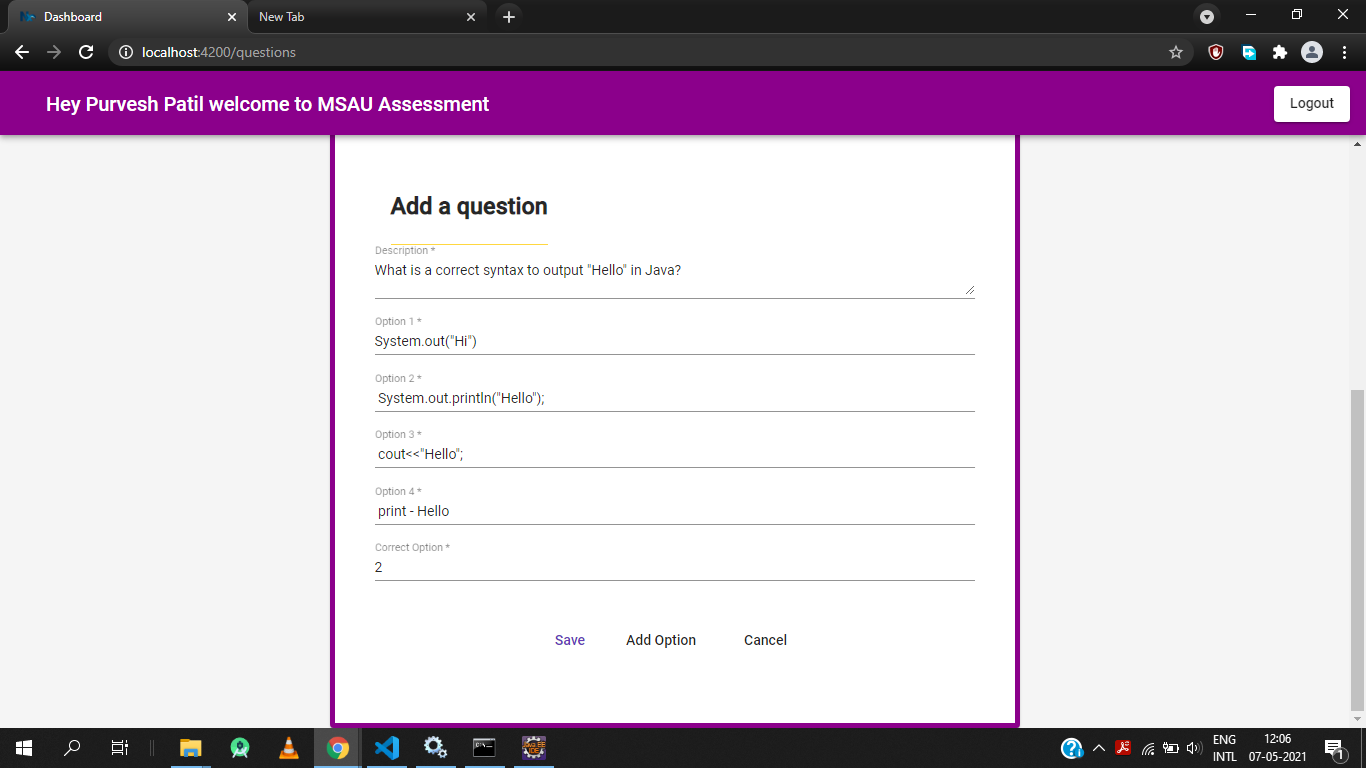 Dashboard
New Tab
localhost:4200/questions
Hey Purvesh Patil welcome to MSAU Assessment
Logout
Add a question
Description *
What is a correct syntax to output "Hello" in Java?
Option 1 *
System.out("Hi")
Option 2 *
System.out.println("Hello");
Option 3 *
cout<<"Hello";
Option 4 *
print - Hello
Correct Option *
2
Save
Add Option
Cancel
ENG
INTL
12:06
07-05-2021
1